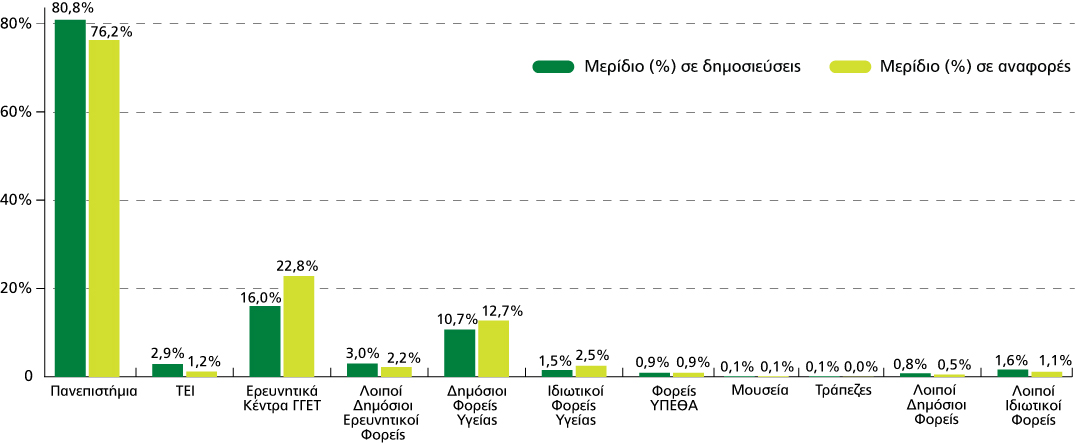 80,8%
80%
76,2%
Μερίδιο (%) σε δημοσιεύσεις
Μερίδιο (%) σε αναφορές
60%
40%
22,8%
20%
16,0%
10,7%
12,7%
2,9%
1,2%
3,0%
2,2%
1,5%
2,5%
0,9%
0,9%
0,1%
0,1%
0,1%
0,0%
0,8%
0,5%
1,6%
1,1%
0
Πανεπιστήμια
ΤΕΙ
Ερευνητικά
Κέντρα ΓΓΕΤ
Λοιποί
Δημόσιοι
Ερευνητικοί
Φορείς
Δημόσιοι
Φορείς
Υγείας
Ιδιωτικοί
Φορείς
Υγείας
Φορείς
ΥΠΕΘΑ
Μουσεία
Τράπεζες
Λοιποί
Δημόσιοι
Φορείς
Λοιποί
Ιδιωτικοί
Φορείς